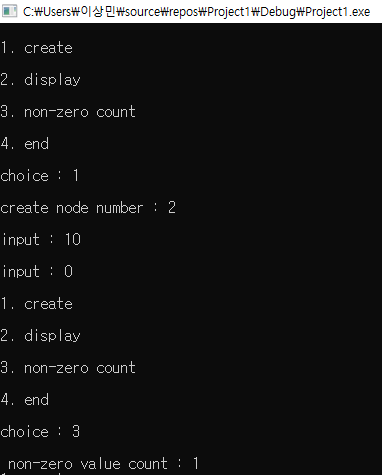 C:₩Users₩이상민₩source₩repos₩Project1₩Debug₩Project1.exe
1. create
2. display
3. non-zero count
4. end
choice : 1
create node number : 2
input : 10
input : 0
1. create
2. display
3. non-zero count
4. end
choice : 3
non-zero value count : 1